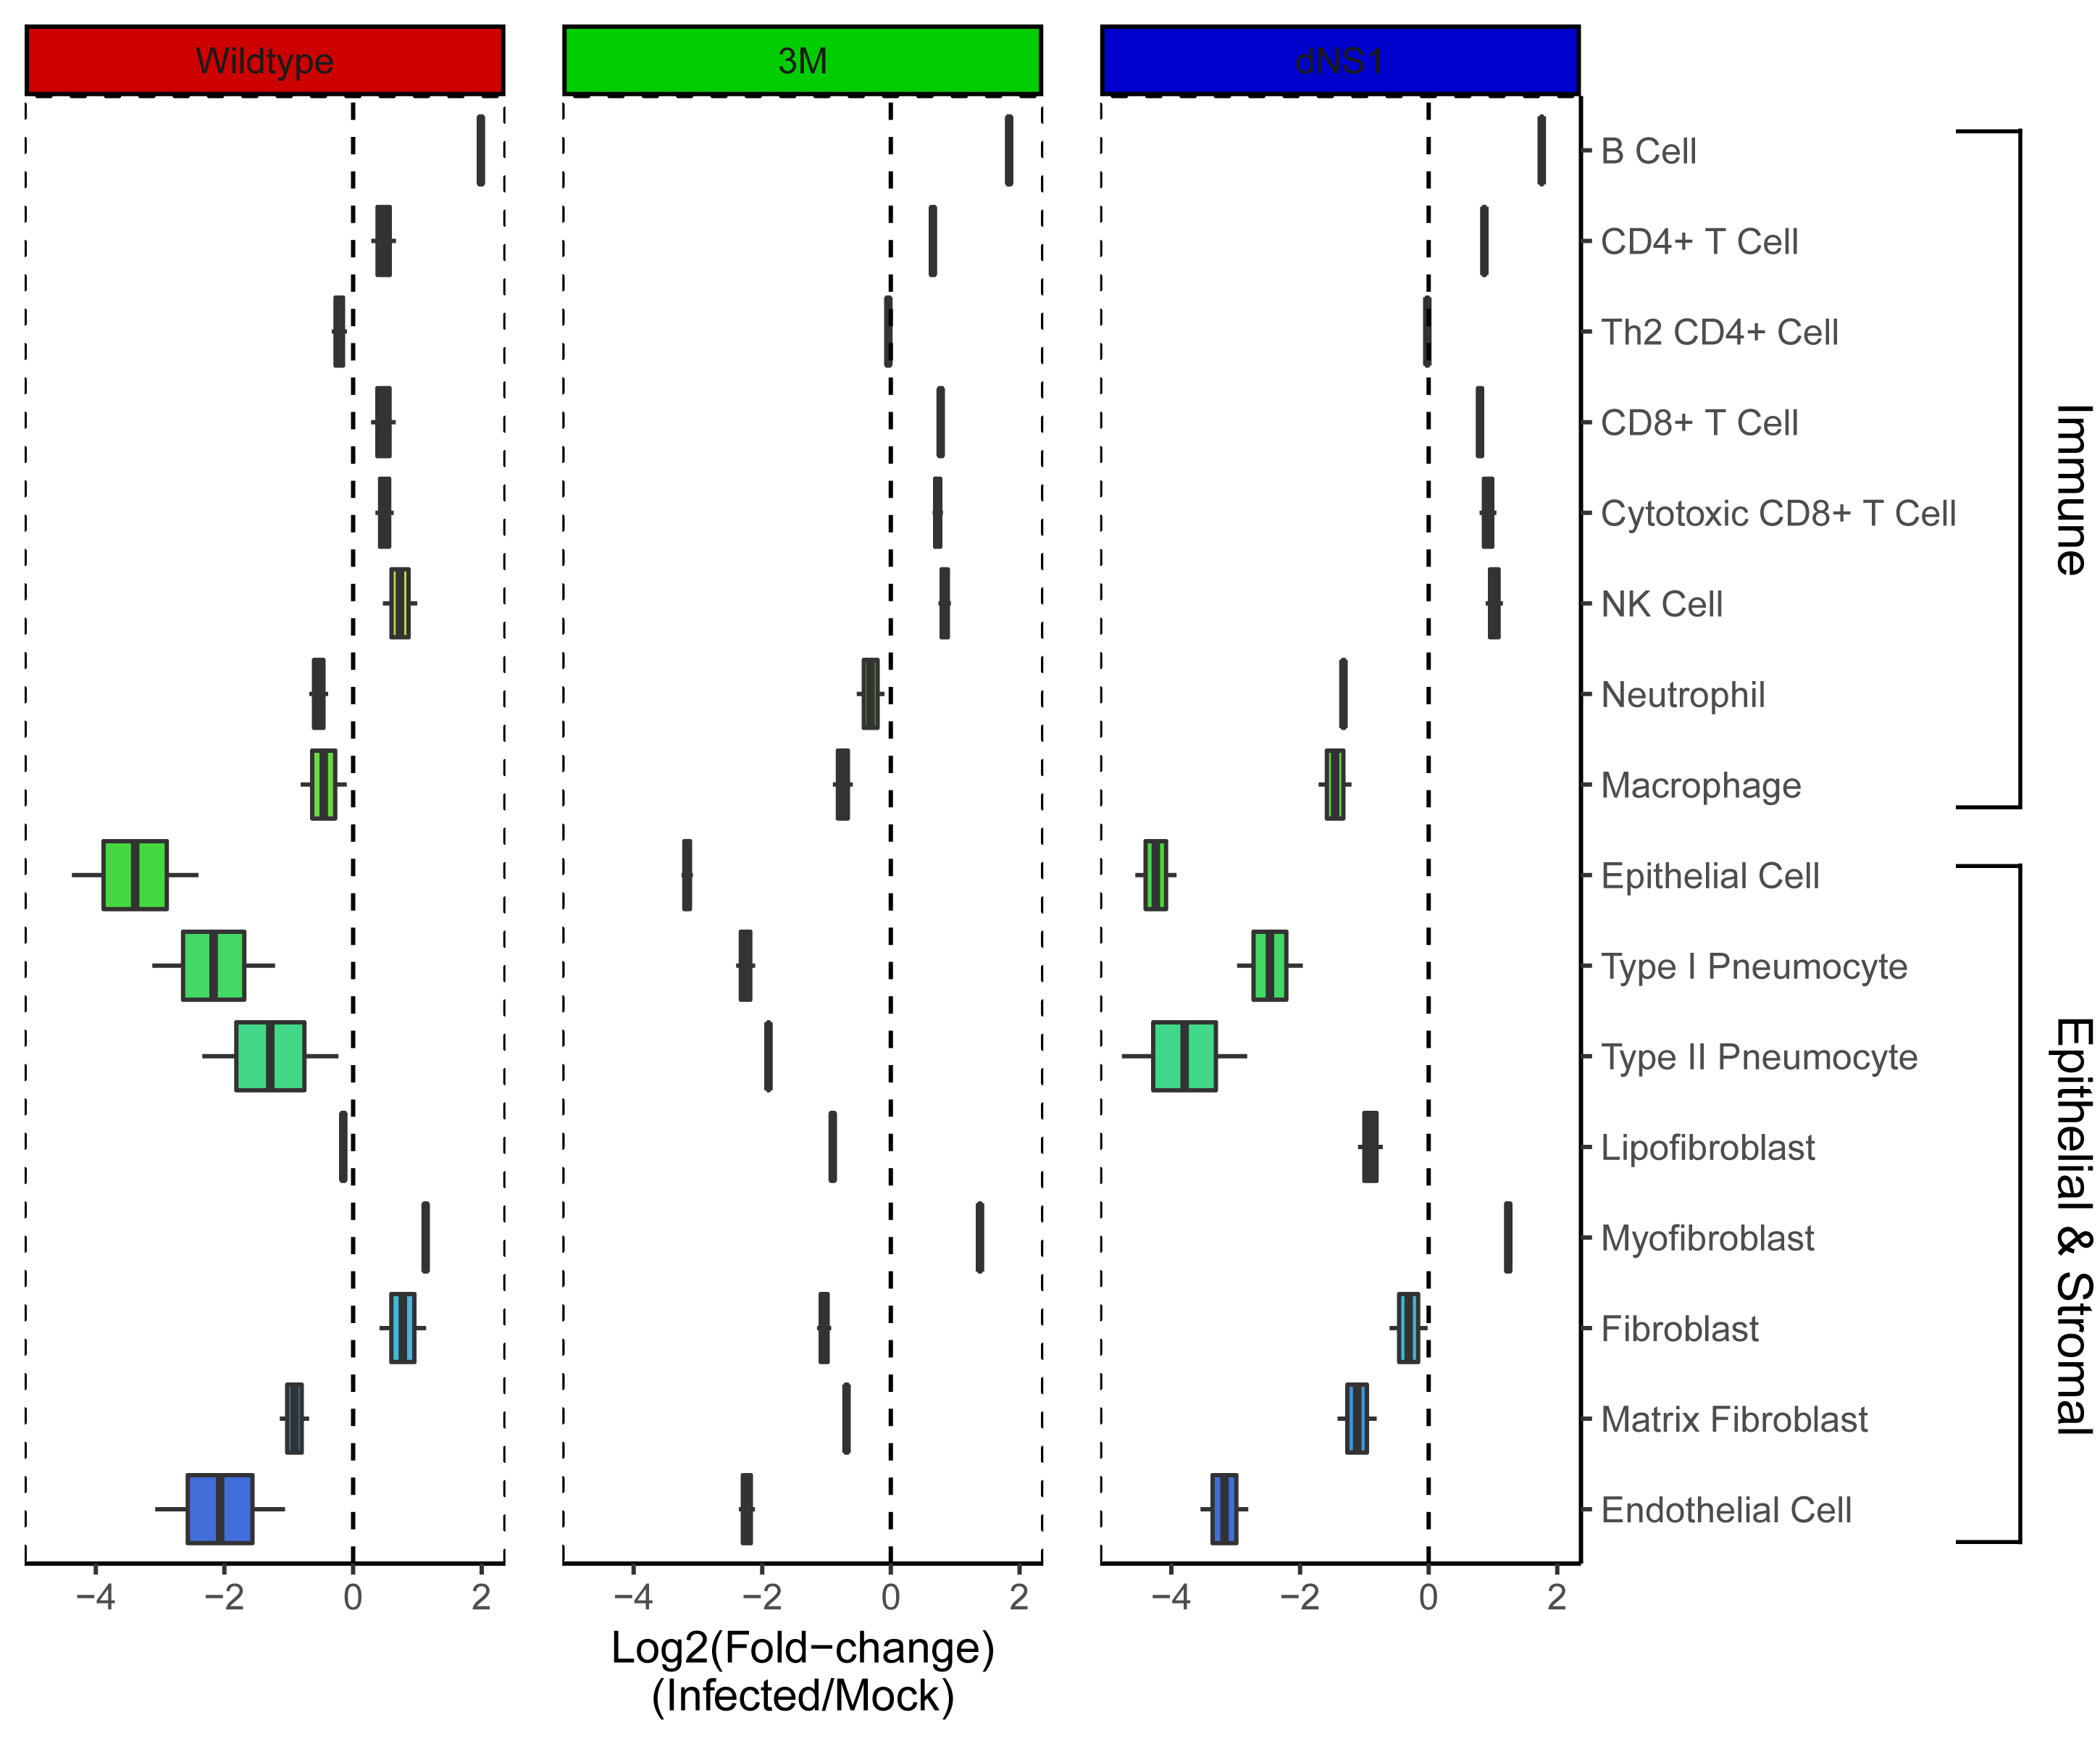 Wildtype
3M
dNS1
B Cell
CD4+ T Cell
Th2 CD4+ Cell
CD8+ T Cell
Cytotoxic CD8+ T Cell
NK Cell
Neutrophil
Macrophage
Epithelial Cell
Type I Pneumocyte
Type II Pneumocyte
Lipofibroblast
Myofibroblast
Fibroblast
Matrix Fibroblast
Endothelial Cell
Immune
Epithelial & Stromal
−4 −2 0 2
−4 −2 0 2
−4 −2 0 2
Log2(Fold−change)
(Infected/Mock)